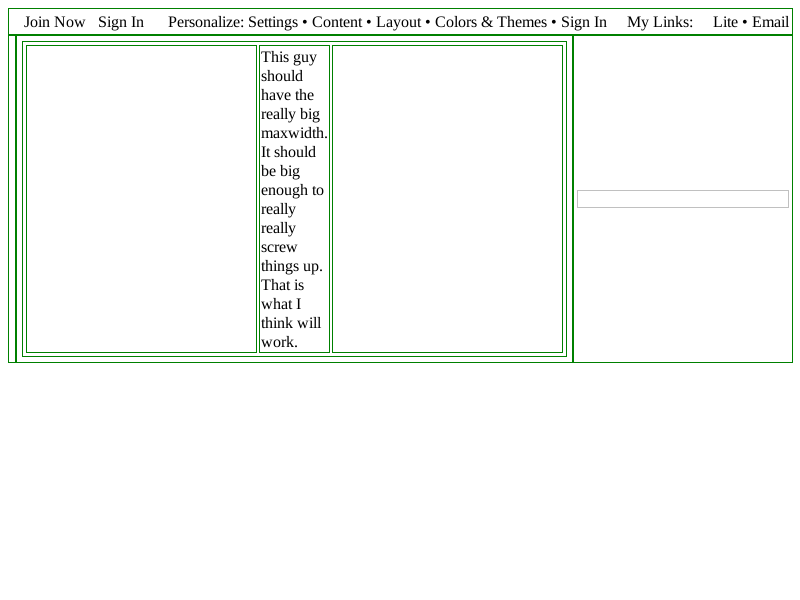 Join Now Sign In Personalize: Settings • Content • Layout • Colors & Themes • Sign In My Links: Lite • Email
This guy
should
have the
really big
maxwidth.
It should
be big
enough to
really
really
screw
things up.
That is
what I
think will
work.